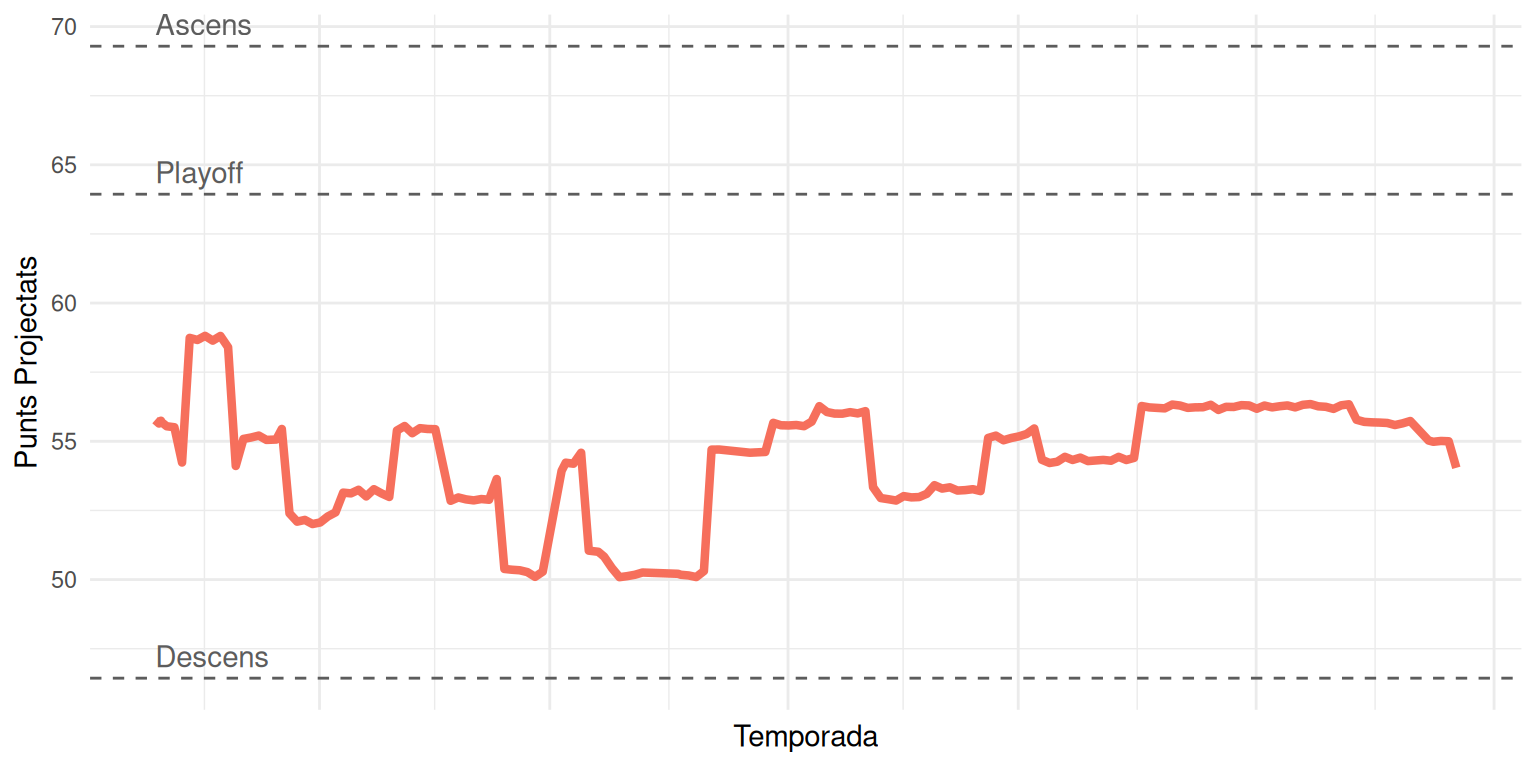 70
Ascens
65
Playoff
60
Punts Projectats
55
50
Descens
Temporada